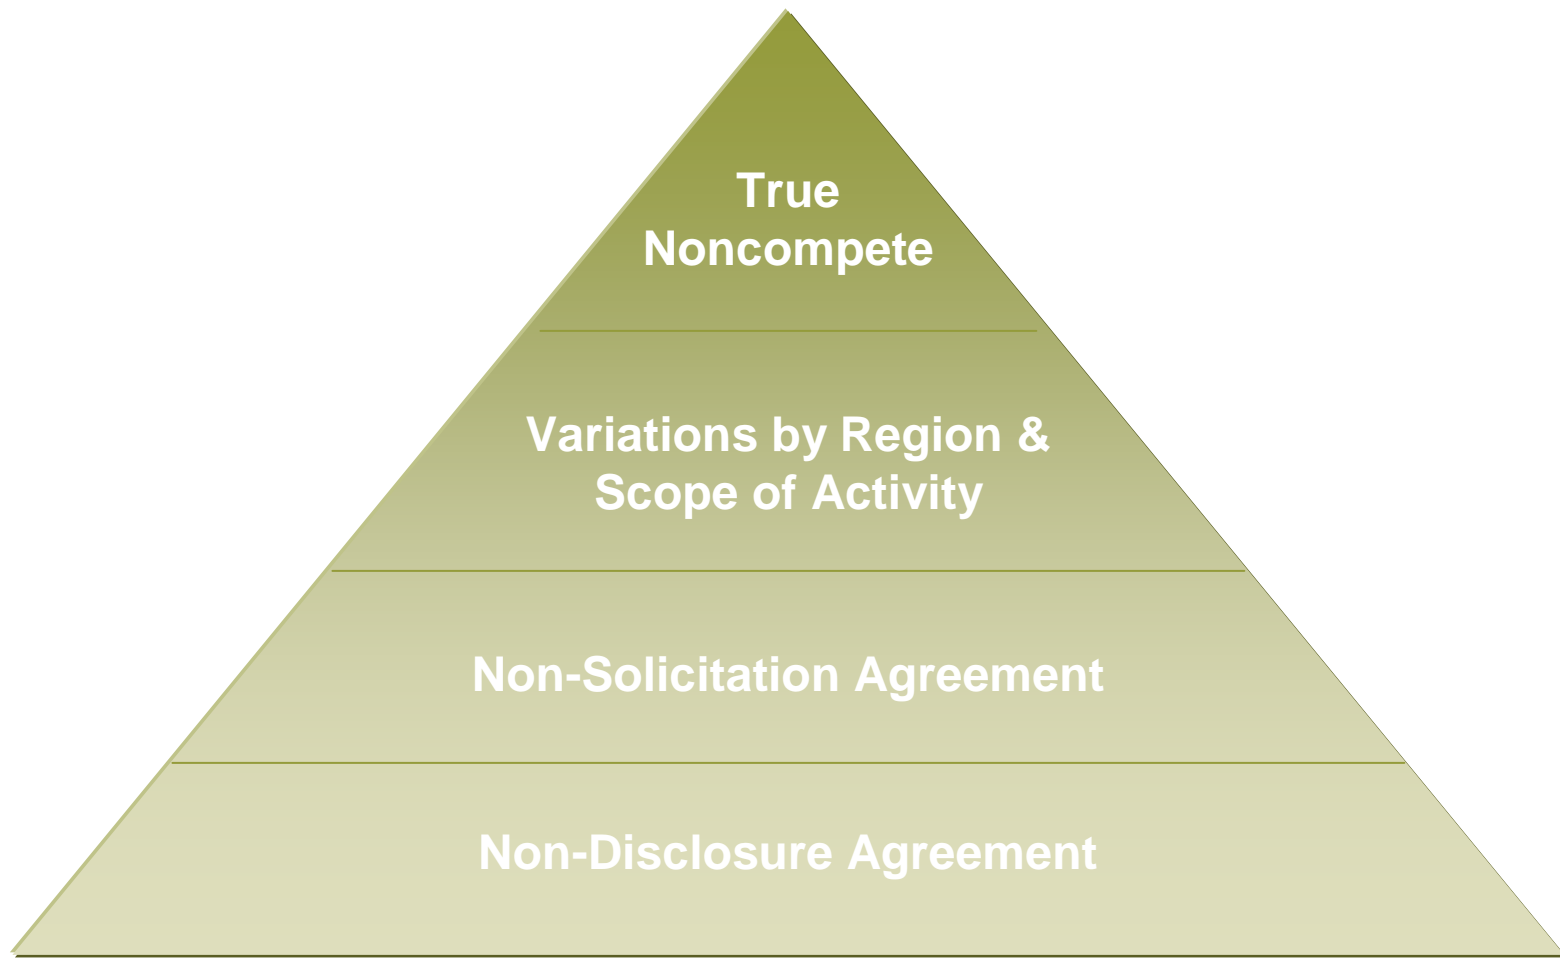 True
Noncompete
Variations by Region &
Scope of Activity
Non-Solicitation Agreement
Non-Disclosure Agreement